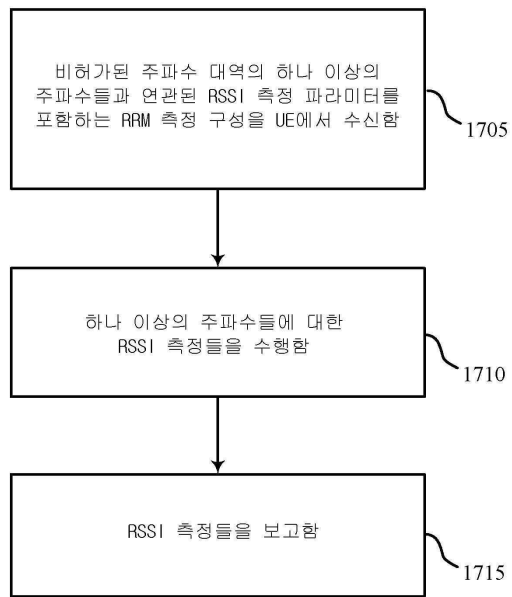 비허가된 주파수 대역의 하나 이상의
주파수들과 연관된 RSSI 측정 파라미터를
포함하는 RRM 측정 구성을 UE에서 수신함
1705
하나 이상의 주파수들에 대한
RSSI 측정들을 수행함
1710
RSSI 측정들을 보고함
1715